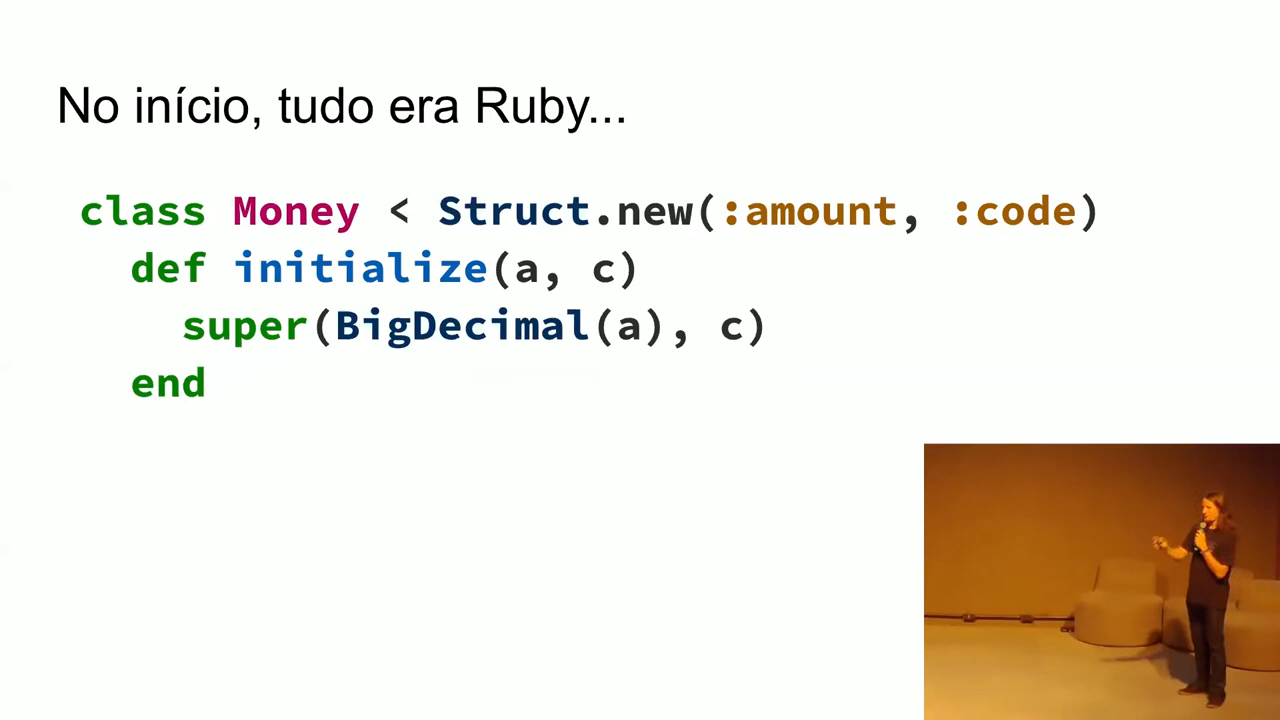 No início, tudo era Ruby...
class Money < Struct.new(:amount, :code)
def initialize(a, c)
super(BigDecimal(a), c)
end